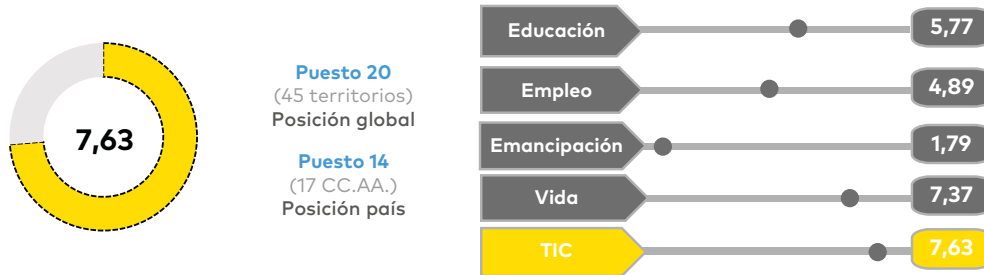 7,63
Puesto 20
(45 territorios)
Posición global
Puesto 14
(17 CC.AA.)
Posición país
Educación 5,77
Empleo 4,89
Emancipación 1,79
Vida 7,37
TIC 7,63